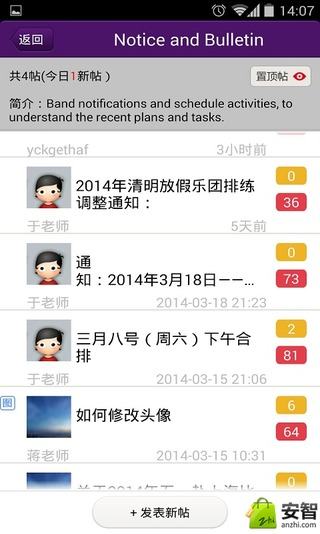 14:07
返回
Notice and Bulletin
共4帖(今日1新帖 )
置顶帖
简介：Band notifications and schedule activities, to
understand the recent plans and tasks.
yckgethaf
3小时前
2014年清明放假乐团排练
调整通知：
0
36
于老师
5天前
通
知：2014年3月18日——...
0
73
于老师
2014-03-18 21:23
三月八号（周六）下午合
排
2
81
于老师
2014-03-15 21:06
图
如何修改头像
6
64
蒋老师
2014-03-15 10:31
+ 发表新帖
zhi
安智
anzhi.com